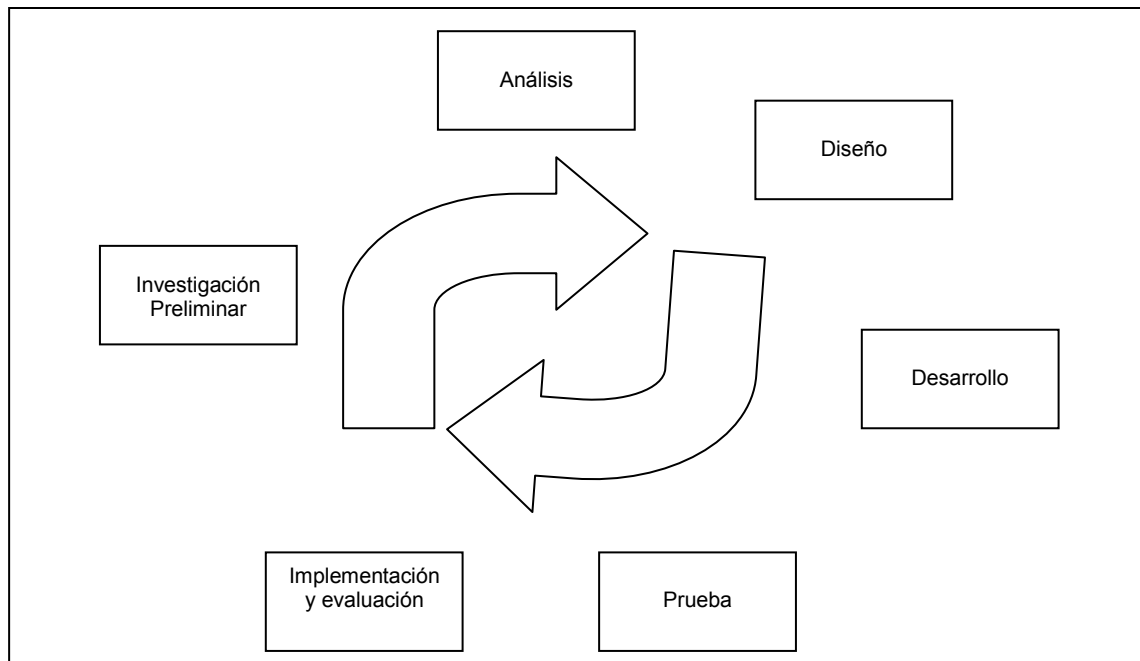 Análisis
Diseño
Investigación
Preliminar
Desarrollo
Implementación
y evaluación
Prueba